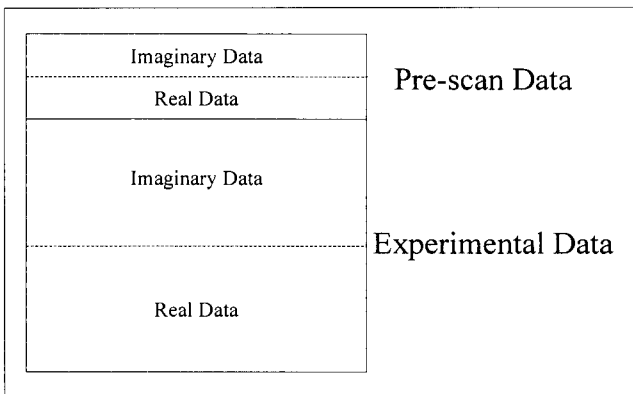 Imaginary Data
Pre-scan Data
Real Data
Imaginary Data
Experimental Data
Real Data